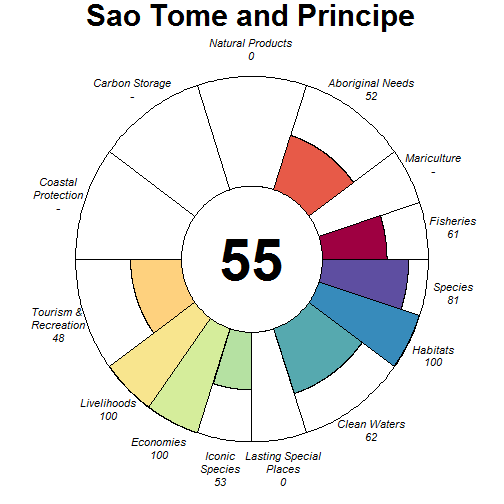 Sao Tome and Principe
Natural Products
0
Carbon Storage
-
Aboriginal Needs
52
Mariculture
-
Coastal
Protection
-
Fisheries
61
55
Species
81
Tourism &
Recreation
48
Habitats
100
Livelihoods
100
Clean Waters
62
Economies
100
Iconic
Species
53
Lasting Special
Places
0